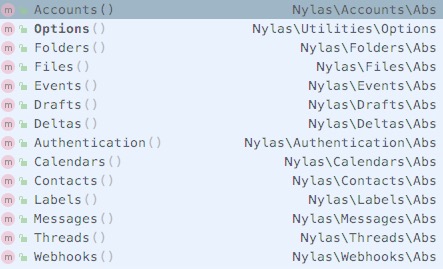 m Accounts() Nylas\Accounts\Abs
m Options() Nylas\Utilities\Options
m Folders() Nylas\Folders\Abs
m Files() Nylas\Files\Abs
m Events() Nylas\Events\Abs
m Drafts() Nylas\Drafts\Abs
m Deltas() Nylas\Deltas\Abs
m Authentication() Nylas\Authentication\Abs
m Calendars() Nylas\Calendars\Abs
m Contacts() Nylas\Contacts\Abs
m Labels() Nylas\Labels\Abs
m Messages() Nylas\Messages\Abs
m Threads() Nylas\Threads\Abs
m Webhooks() Nylas\Webhooks\Abs